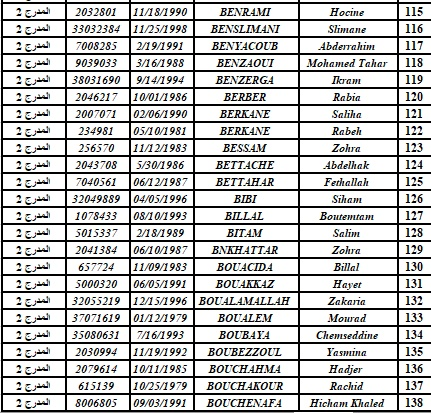 المدرج 2 2032801 11/18/1990 BENRAMI Hocine 115
المدرج 2 33032384 11/25/1998 BENSLIMANI Slimane 116
المدرج 2 7008285 2/19/1991 BENYACOUB Abderrahim 117
المدرج 2 9039033 3/16/1988 BENZAOUI Mohamed Tahar 118
المدرج 2 38031690 9/14/1994 BENZERGA Ikram 119
المدرج 2 2046217 10/01/1986 BERBER Rabia 120
المدرج 2 2007071 02/06/1990 BERKANE Saliha 121
المدرج 2 234981 05/10/1981 BERKANE Rabeh 122
المدرج 2 256570 11/12/1983 BESSAM Zohra 123
المدرج 2 2043708 5/30/1986 BETTACHE Abdelhak 124
المدرج 2 7040561 06/12/1987 BETTAHAR Fethallah 125
المدرج 2 32049889 04/05/1996 BIBI Siham 126
المدرج 2 1078433 08/10/1993 BILLAL Boutemtam 127
المدرج 2 5015337 2/18/1989 BITAM Salim 128
المدرج 2 2041384 06/10/1987 BNKHATTAR Zohra 129
المدرج 2 657724 11/09/1983 BOUACIDA Billal 130
المدرج 2 5000320 06/05/1991 BOUAKKAZ Hayet 131
المدرج 2 32055219 12/15/1996 BOUALAMALLAH Zakaria 132
المدرج 2 37071619 01/12/1979 BOUALEM Mourad 133
المدرج 2 35080631 7/16/1993 BOUBAYA Chemseddine 134
المدرج 2 2030994 11/19/1992 BOUBEZZOUL Yasmina 135
المدرج 2 2079614 10/11/1985 BOUCHAHMA Hadjer 136
المدرج 2 615139 10/25/1979 BOUCHAKOUR Rachid 137
المدرج 2 8006805 09/03/1991 BOUCHENAFA Hicham Khaled 138